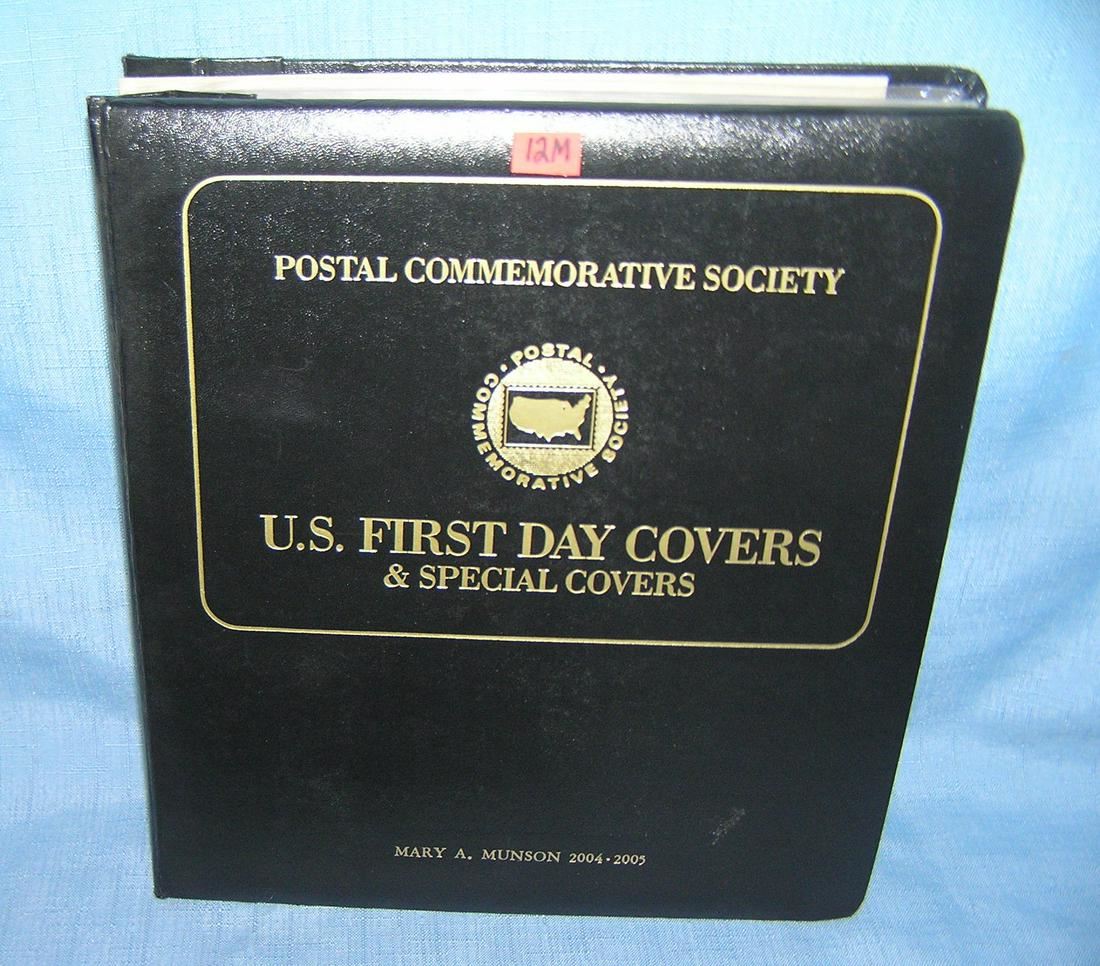 12M
POSTAL COMMEMORATIVE SOCIETY
· POSTAL ·
COMMEMORATIVE SOCIETY
U.S. FIRST DAY COVERS
& SPECIAL COVERS
MARY A. MUNSON 2004·2005